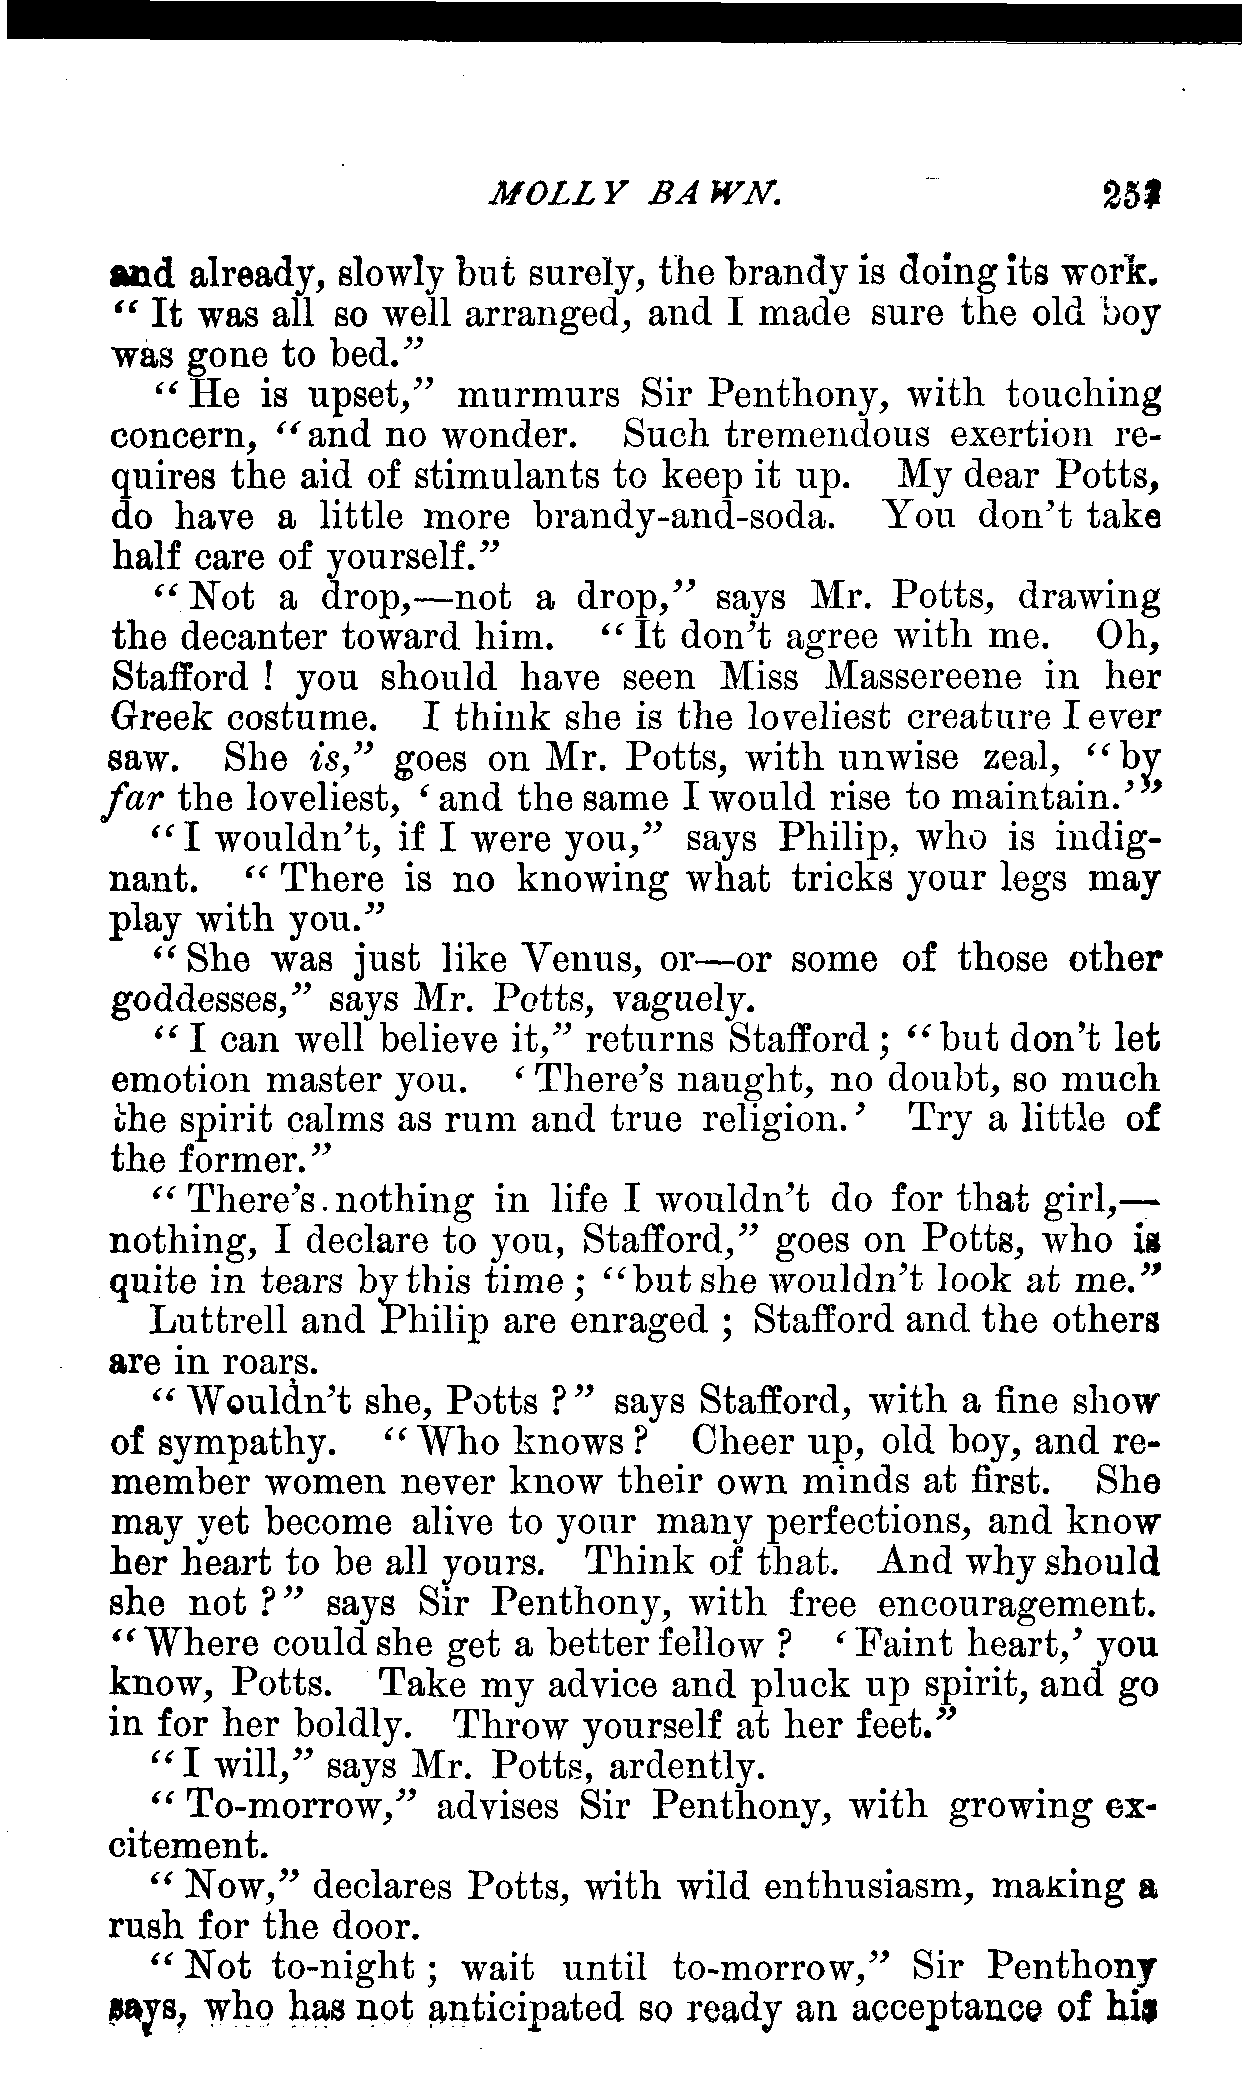 MOLLY BAWN. 251
and already, slowly but surely, the brandy is doing its work.
“It was all so well arranged, and I made sure the old boy
was gone to bed.”
“He is upset,” murmurs Sir Penthony, with touching
concern, “and no wonder. Such tremendous exertion re-
quires the aid of stimulants to keep it up. My dear Potts,
do have a little more brandy-and-soda. You don’t take
half care of yourself.”
“Not a drop,—not a drop,” says Mr. Potts, drawing
the decanter toward him. “It don’t agree with me. Oh,
Stafford! you should have seen Miss Massereene in her
Greek costume. I think she is the loveliest creature I ever
saw. She is,” goes on Mr. Potts, with unwise zeal, “by
far the loveliest, ‘and the same I would rise to maintain.’”
“I wouldn’t, if I were you,” says Philip, who is indig-
nant. “There is no knowing what tricks your legs may
play with you.”
“She was just like Venus, or—or some of those other
goddesses,” says Mr. Potts, vaguely.
“I can well believe it,” returns Stafford; “but don’t let
emotion master you. ‘There’s naught, no doubt, so much
the spirit calms as rum and true religion.’ Try a little of
the former.”
“There’s nothing in life I wouldn’t do for that girl,—
nothing, I declare to you, Stafford,” goes on Potts, who is
quite in tears by this time; “but she wouldn’t look at me.”
Luttrell and Philip are enraged; Stafford and the others
are in roars.
“Wouldn’t she, Potts?” says Stafford, with a fine show
of sympathy. “Who knows? Cheer up, old boy, and re-
member women never know their own minds at first. She
may yet become alive to your many perfections, and know
her heart to be all yours. Think of that. And why should
she not?” says Sir Penthony, with free encouragement.
“Where could she get a better fellow? ‘Faint heart,’ you
know, Potts. Take my advice and pluck up spirit, and go
in for her boldly. Throw yourself at her feet.”
“I will,” says Mr. Potts, ardently.
“To-morrow,” advises Sir Penthony, with growing ex-
citement.
“Now,” declares Potts, with wild enthusiasm, making a
rush for the door.
“Not to-night; wait until to-morrow,” Sir Penthony
says, who has not anticipated so ready an acceptance of his